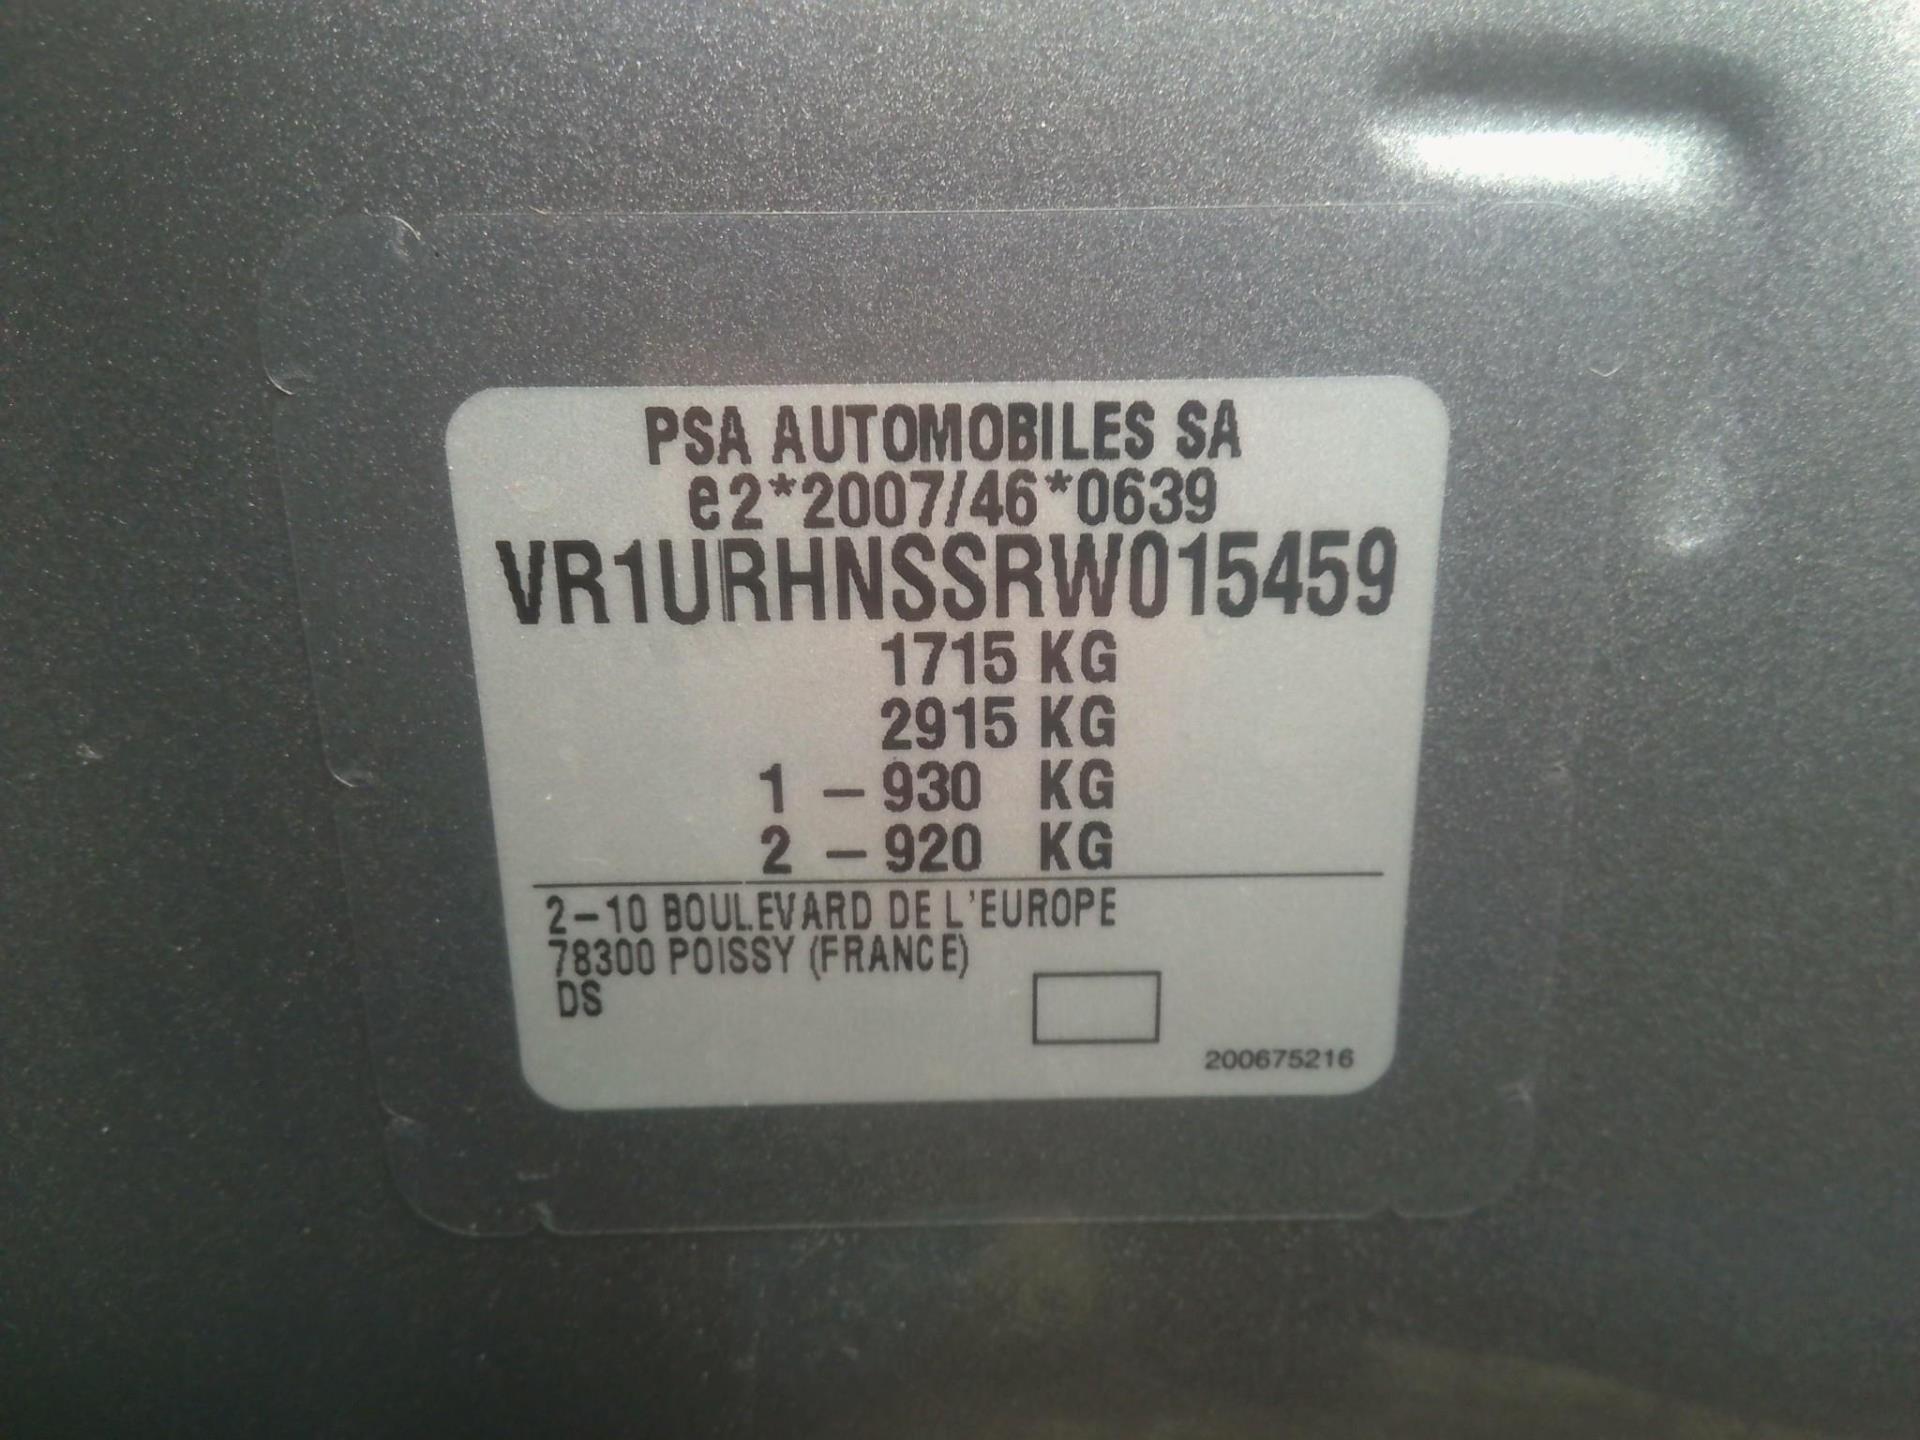 PSA AUTOMOBILES SA
e2*2007/46*0639
VR1URHNSSRW015459
1715 KG
2915 KG
1 – 930 KG
2 – 920 KG
2–10 BOULEVARD DE L'EUROPE
78300 POISSY (FRANCE)
DS
200675216